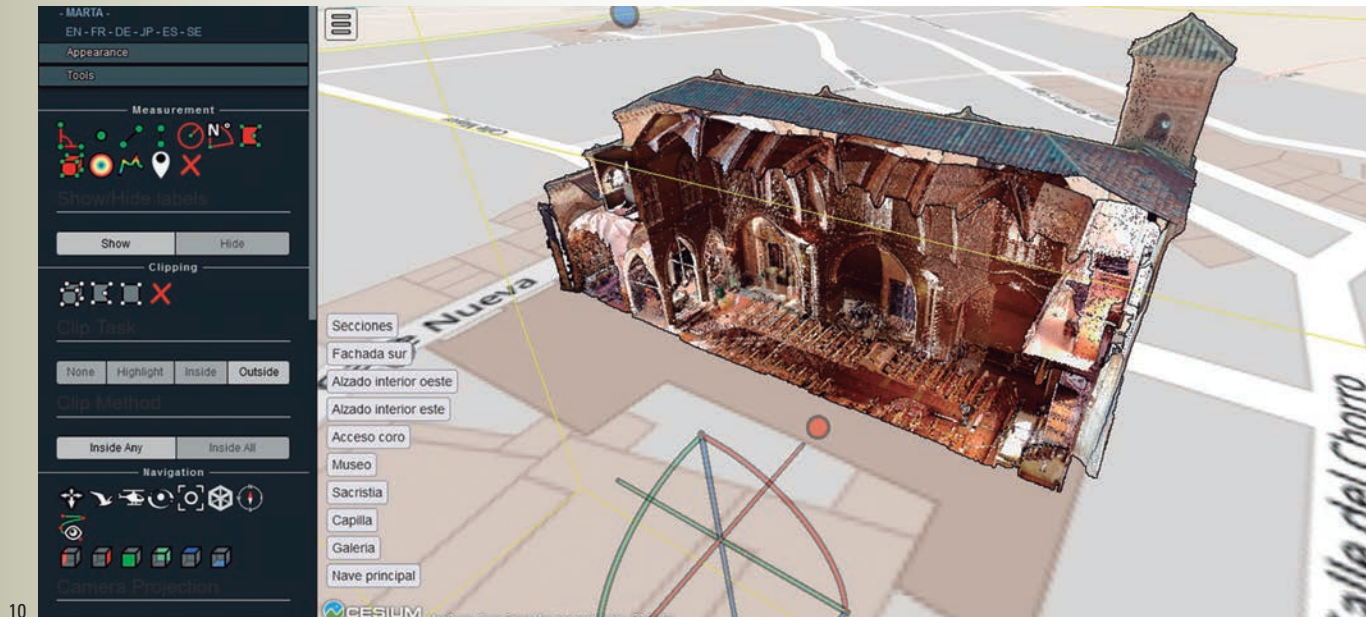 - MARTA -
EN - FR - DE - JP - ES - SE
Appearance
Tools
Measurement
N°
Show/Hide labels
Show
Hide
Clipping
Clip Task
None
Highlight
Inside
Outside
Clip Method
Inside Any
Inside All
Navigation
Camera Projection
Nueva
Secciones
Fachada sur
Alzado interior oeste
Alzado interior este
Acceso coro
Museo
Sacristia
Capilla
Galeria
Nave principal
CESIUM
Calle del Chorro
10